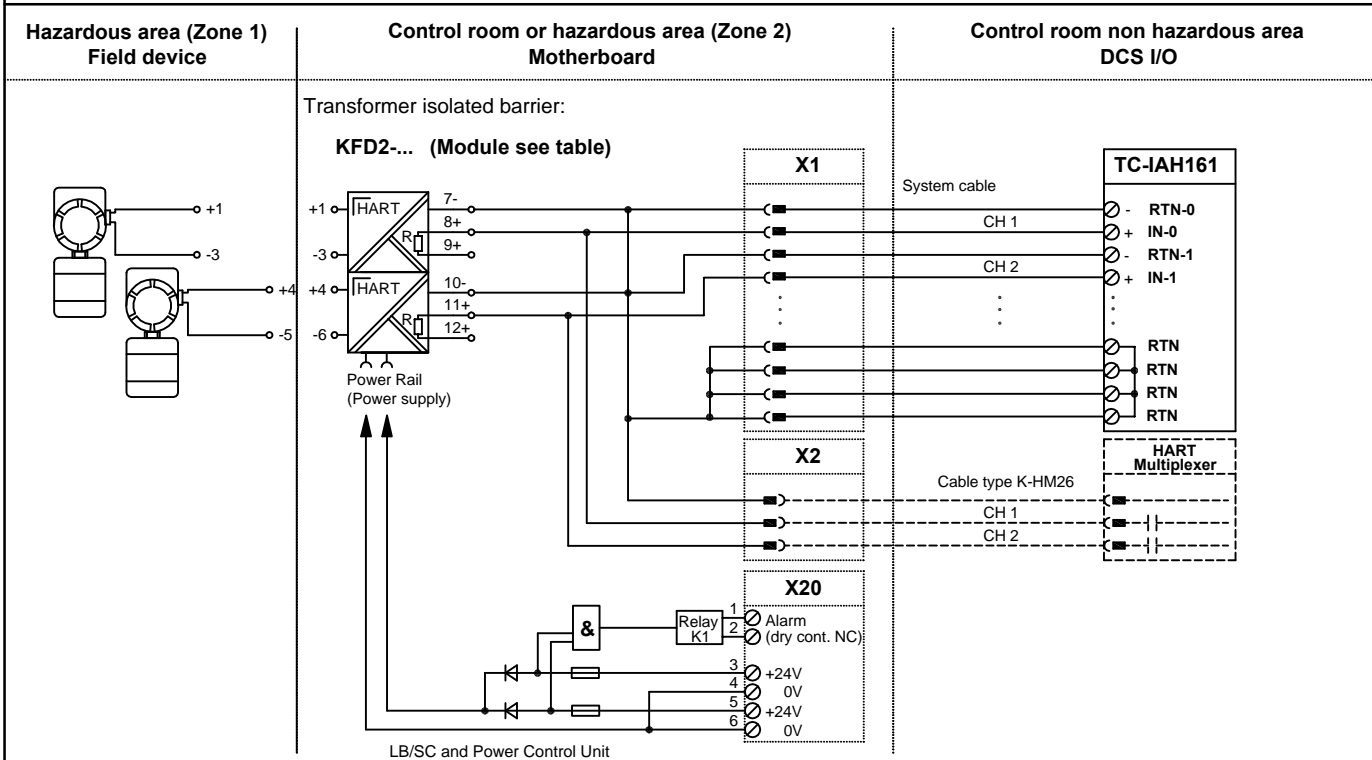 Hazardous area (Zone 1)
Field device
Control room or hazardous area (Zone 2)
Motherboard
Control room non hazardous area
DCS I/O
Transformer isolated barrier:
KFD2-... (Module see table)
X1
TC-IAH161
System cable
+1
-3
+4
-5
+1
HART
R
-3
7-
8+
9+
+4
HART
R
-6
10-
11+
12+
CH 1
CH 2
- RTN-0
+ IN-0
- RTN-1
+ IN-1
RTN
RTN
RTN
RTN
Power Rail
(Power supply)
X2
HART
Multiplexer
Cable type K-HM26
CH 1
CH 2
X20
&
Relay
K1
1
2
Alarm
(dry cont. NC)
3 +24V
4 0V
5 +24V
6 0V
LB/SC and Power Control Unit